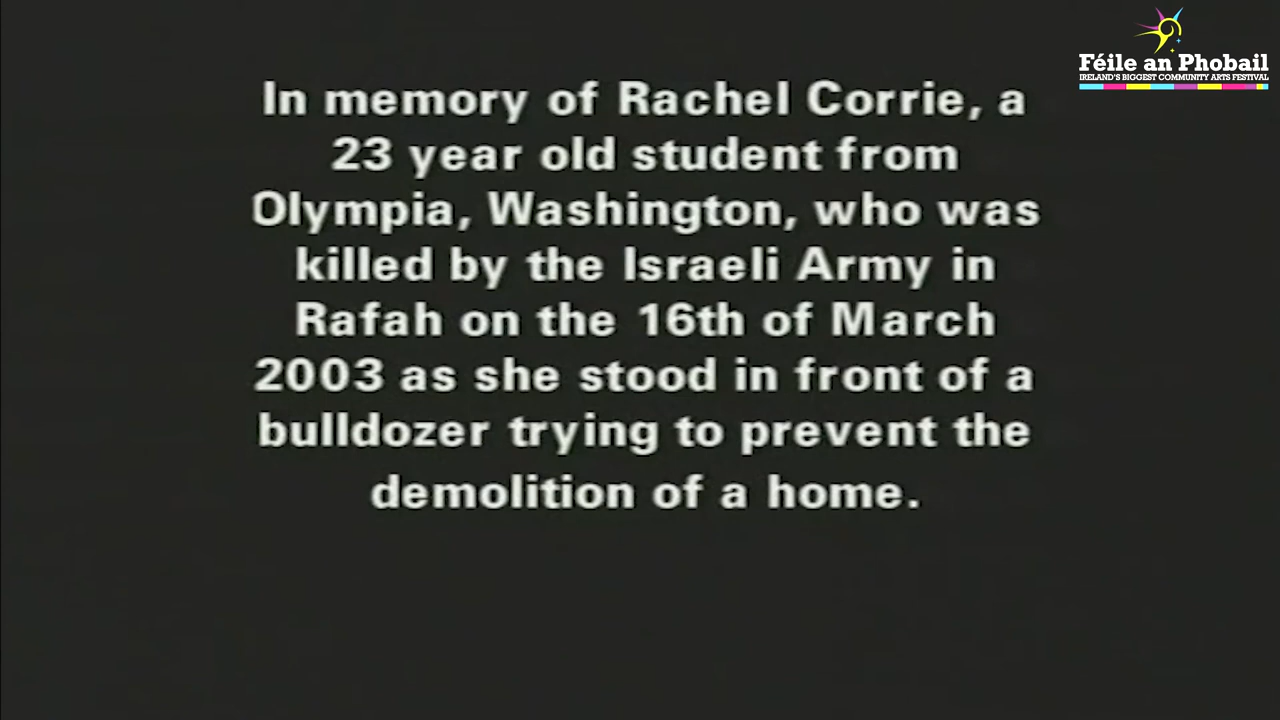 Féile an Phobail
IRELAND'S BIGGEST COMMUNITY ARTS FESTIVAL
In memory of Rachel Corrie, a
23 year old student from
Olympia, Washington, who was
killed by the Israeli Army in
Rafah on the 16th of March
2003 as she stood in front of a
bulldozer trying to prevent the
demolition of a home.